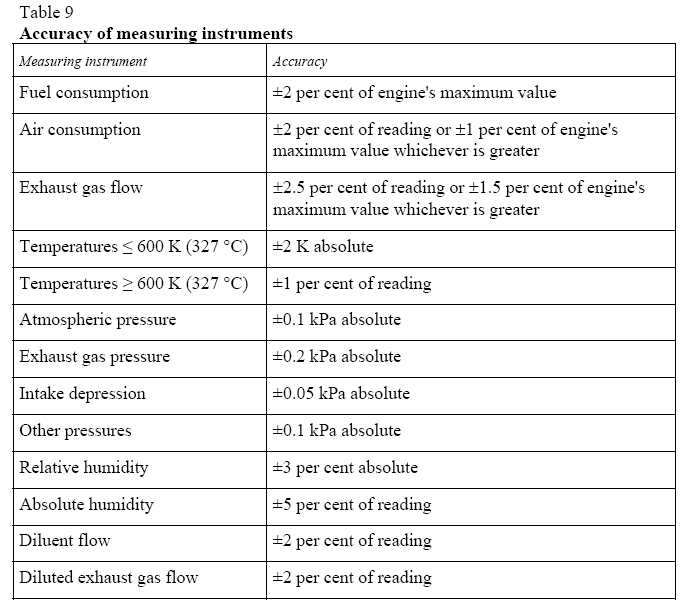 Table 9
Accuracy of measuring instruments
Measuring instrument Accuracy
Fuel consumption ±2 per cent of engine's maximum value
Air consumption ±2 per cent of reading or ±1 per cent of engine's
maximum value whichever is greater
Exhaust gas flow ±2.5 per cent of reading or ±1.5 per cent of engine's
maximum value whichever is greater
Temperatures ≤ 600 K (327 °C) ±2 K absolute
Temperatures ≥ 600 K (327 °C) ±1 per cent of reading
Atmospheric pressure ±0.1 kPa absolute
Exhaust gas pressure ±0.2 kPa absolute
Intake depression ±0.05 kPa absolute
Other pressures ±0.1 kPa absolute
Relative humidity ±3 per cent absolute
Absolute humidity ±5 per cent of reading
Diluent flow ±2 per cent of reading
Diluted exhaust gas flow ±2 per cent of reading